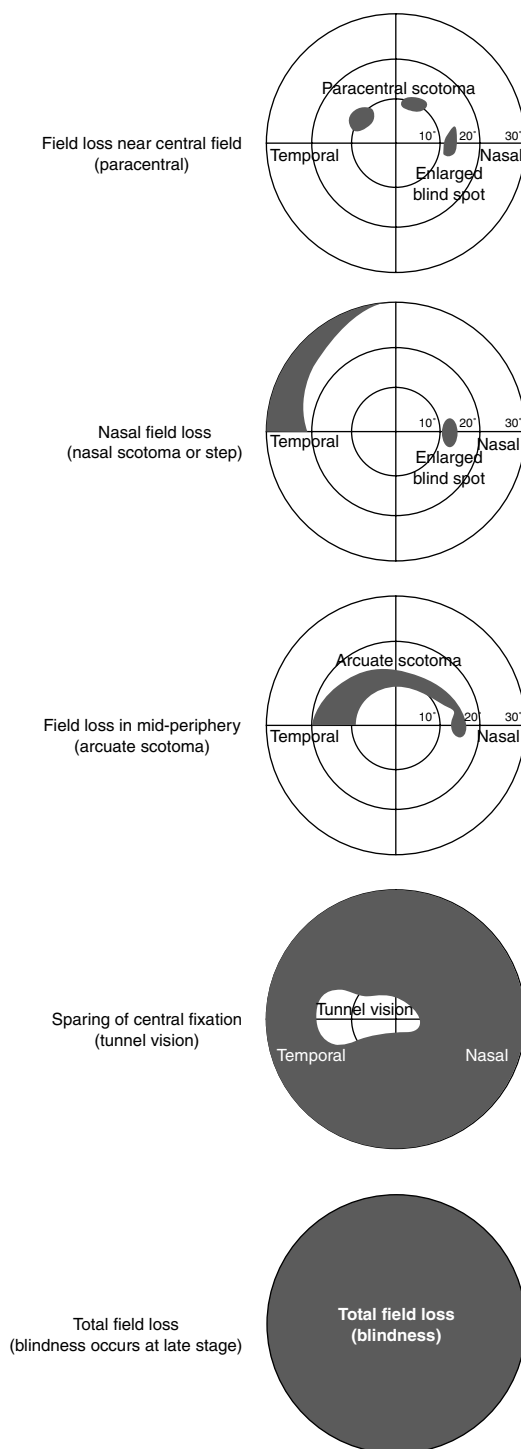 Paracentral scotoma
Field loss near central field
(paracentral)
10° 20° 30°
Temporal Nasal
Enlarged
blind spot
Nasal field loss
(nasal scotoma or step)
10° 20° 30°
Temporal Nasal
Enlarged
blind spot
Arcuate scotoma
Field loss in mid-periphery
(arcuate scotoma)
10° 20° 30°
Temporal Nasal
Sparing of central fixation
(tunnel vision)
Tunnel vision
Temporal Nasal
Total field loss
(blindness occurs at late stage)
Total field loss
(blindness)